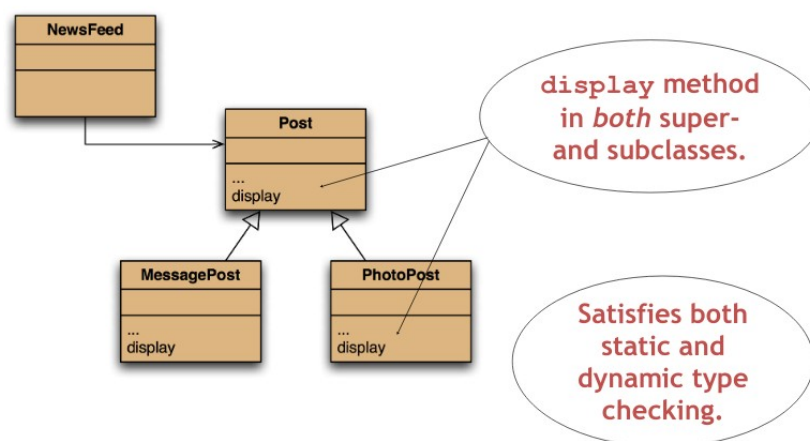 NewsFeed
Post
...
display
MessagePost
...
display
PhotoPost
...
display
display method
in both super-
and subclasses.
Satisfies both
static and
dynamic type
checking.